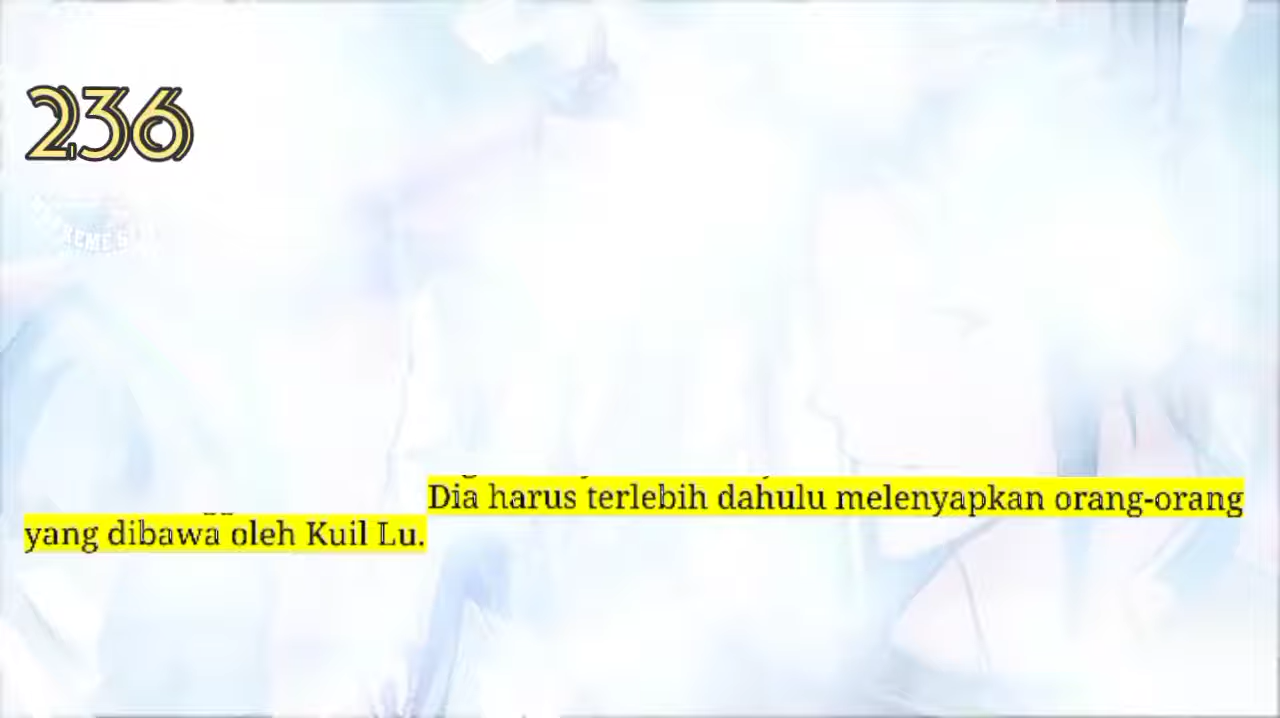 236
Dia harus terlebih dahulu melenyapkan orang-orang
yang dibawa oleh Kuil Lu.